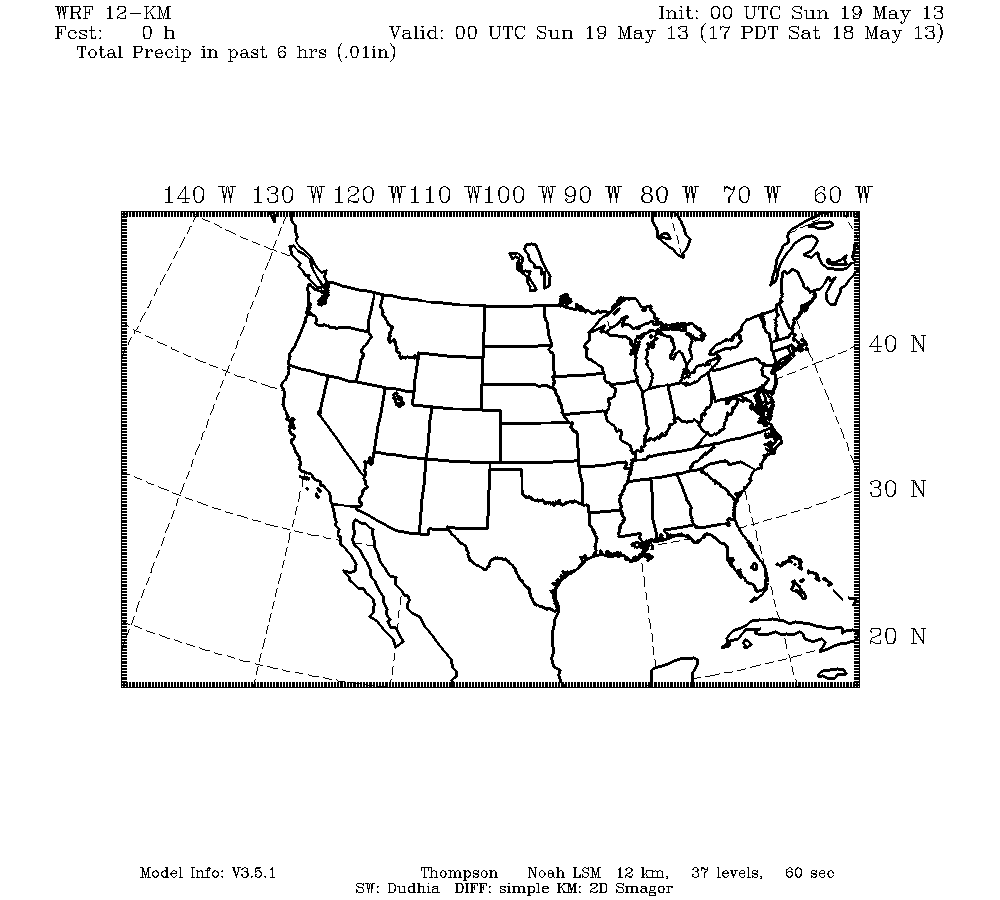 WRF 12-KM Init: 00 UTC Sun 19 May 13
Fcst: 0 h Valid: 00 UTC Sun 19 May 13 (17 PDT Sat 18 May 13)
Total Precip in past 6 hrs (.01in)
140 W 130 W 120 W 110 W 100 W 90 W 80 W 70 W 60 W
40 N
30 N
20 N
Model Info: V3.5.1 Thompson Noah LSM 12 km, 37 levels, 60 sec
SW: Dudhia DIFF: simple KM: 2D Smagor